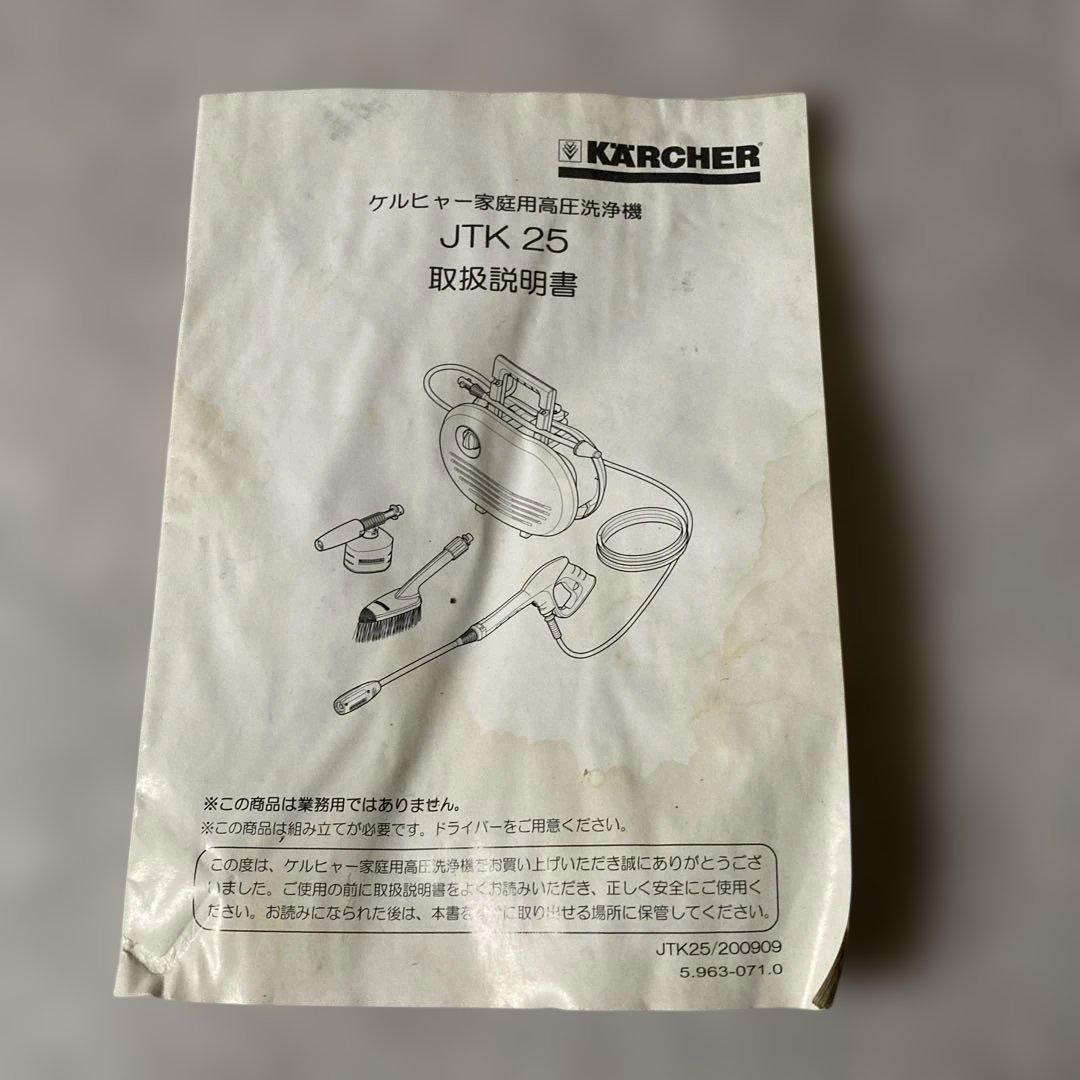 KÄRCHER
ケルヒャー家庭用高圧洗浄機
JTK 25
取扱説明書
※この商品は業務用ではありません。
※この商品は組み立てが必要です。ドライバーをご用意ください。
この度は、ケルヒャー家庭用高圧洗浄機をお買い上げいただき誠にありがとうござ
いました。ご使用の前に取扱説明書をよくお読みいただき、正しく安全にご使用く
ださい。お読みになられた後は、本書を に取り出せる場所に保管してください。
JTK25/200909
5.963-071.0